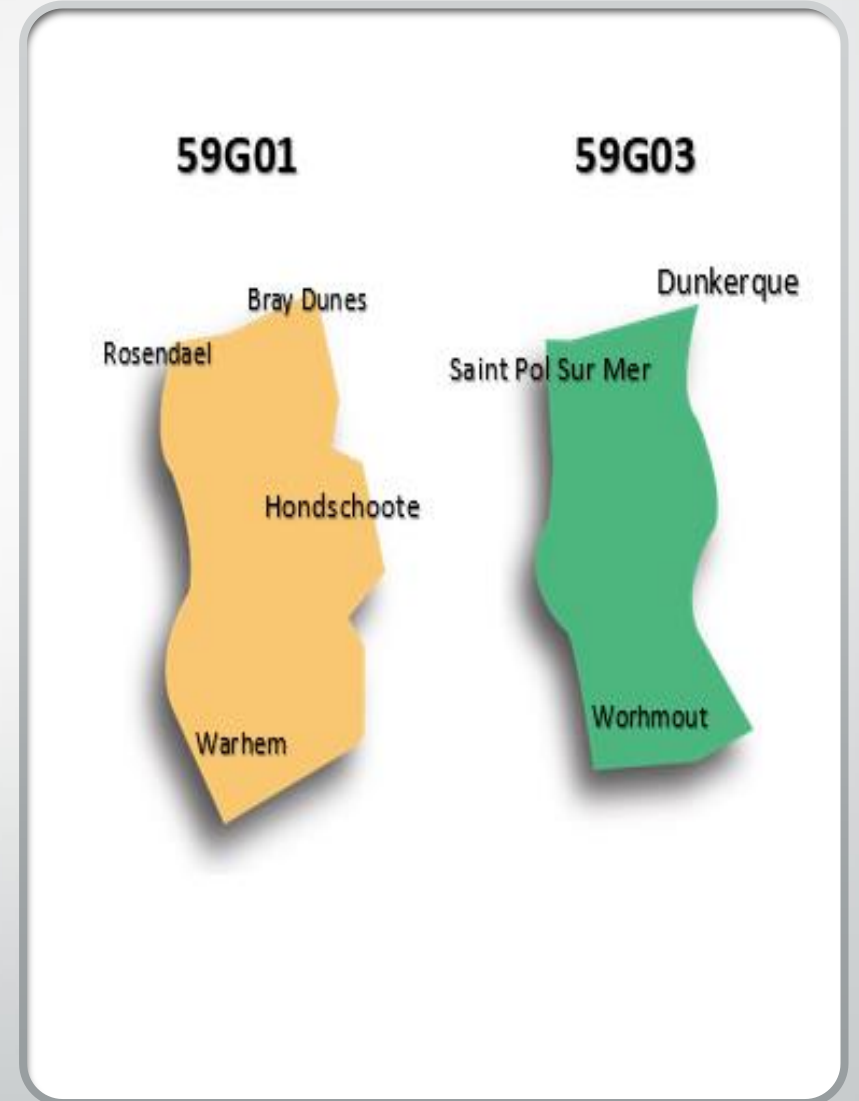 59G01
Bray Dunes
Rosendael
Hondschoote
Warhem
59G03
Dunkerque
Saint Pol Sur Mer
Worhmout